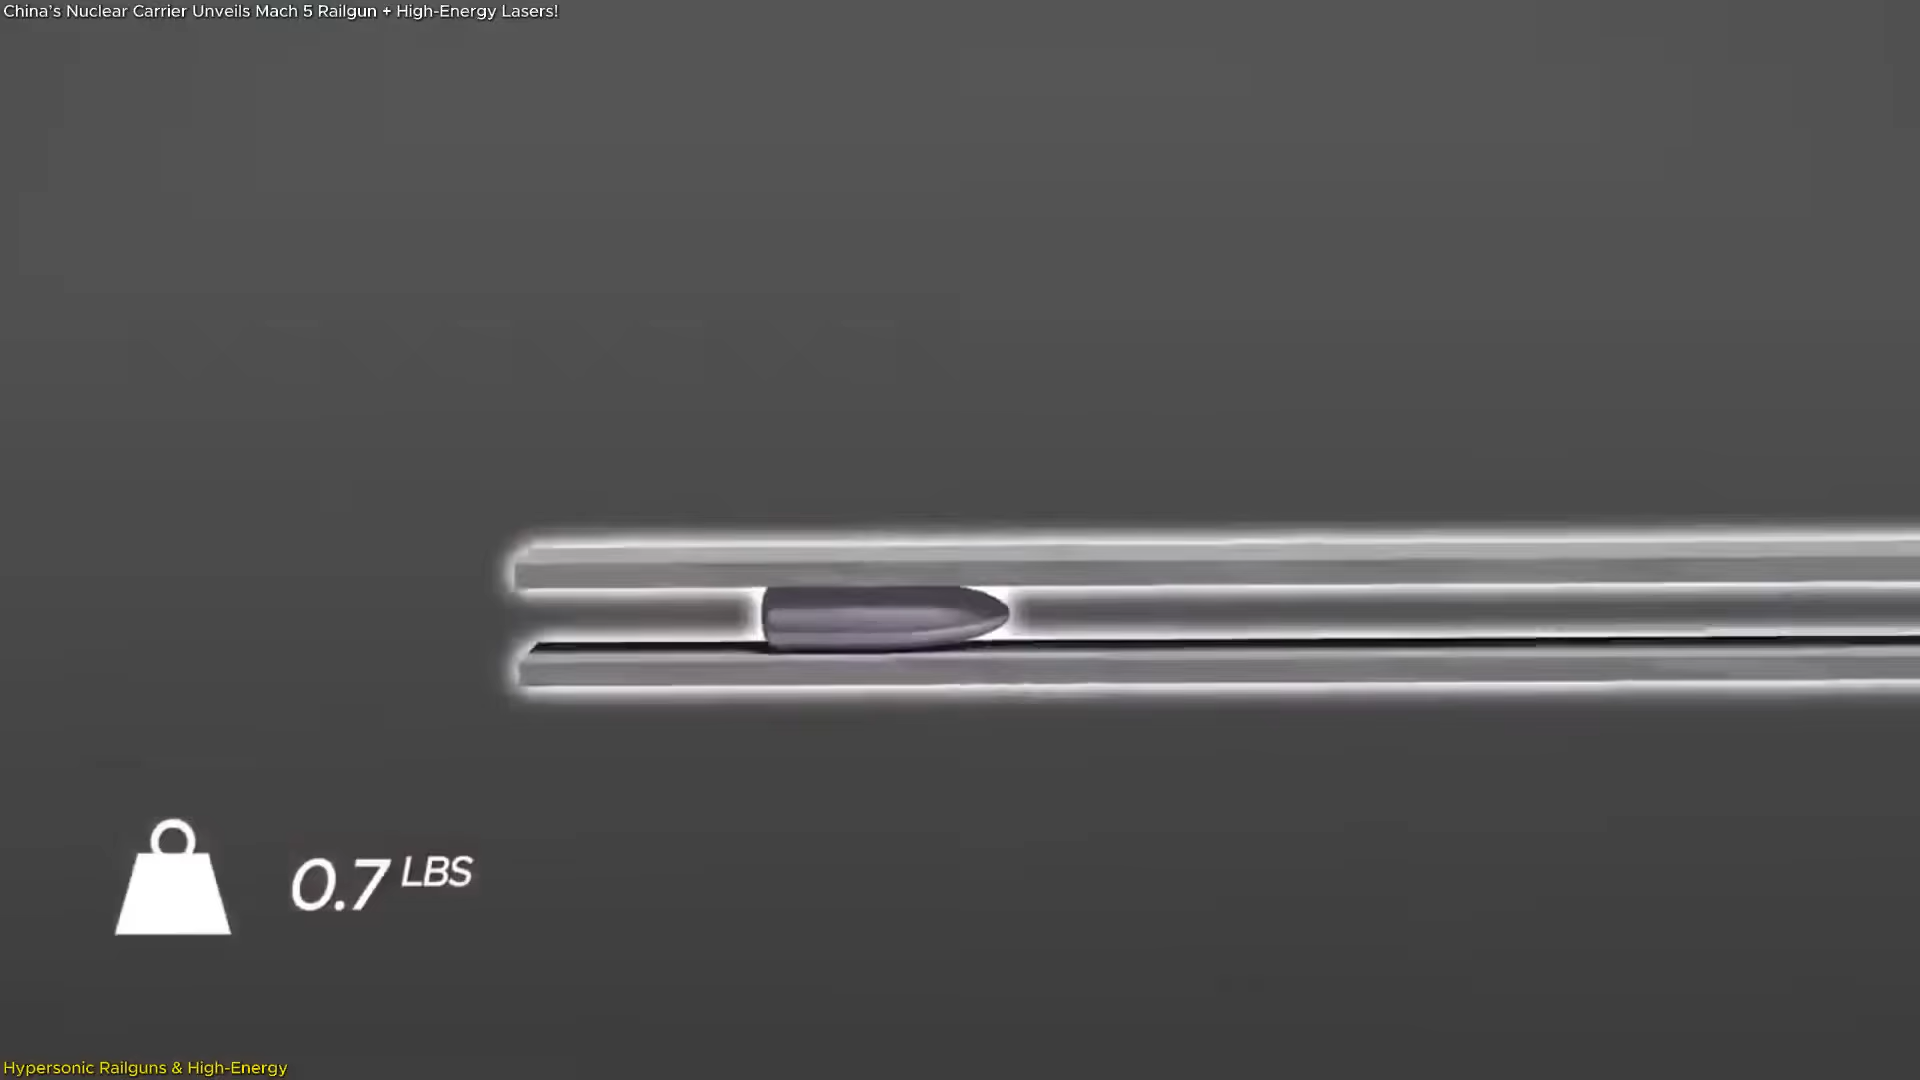 China’s Nuclear Carrier Unveils Mach 5 Railgun + High-Energy Lasers!
0.7 LBS
Hypersonic Railguns & High-Energy